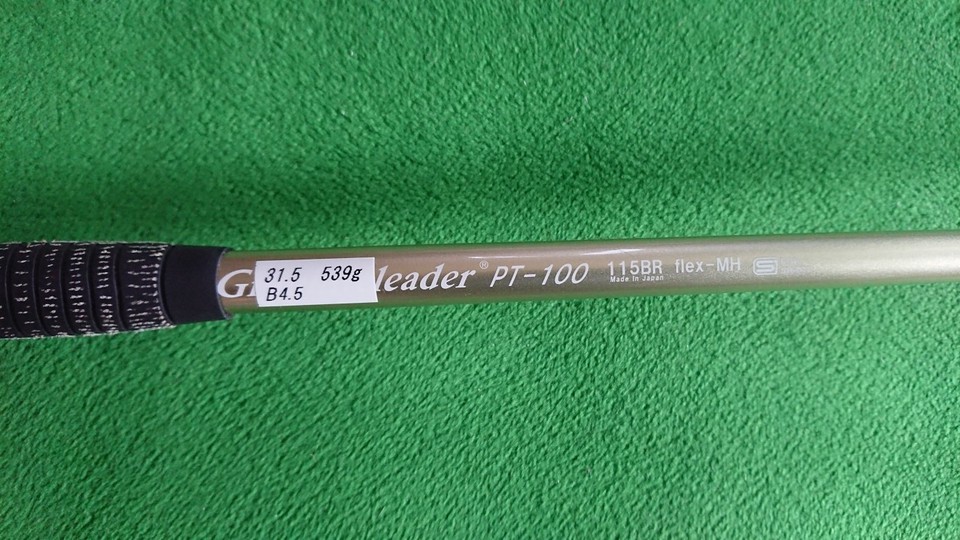 31.5 539g
B4.5
leader® PT-100 115BR flex-MH S
Made In Japan